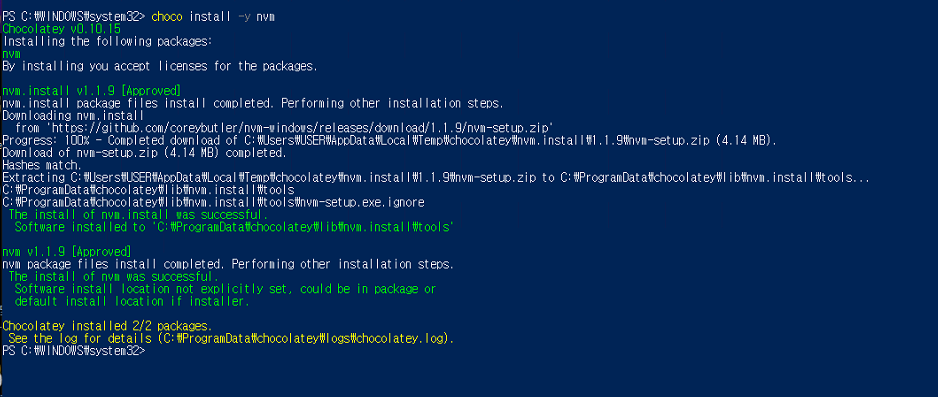 PS C:₩WINDOWS₩system32> choco install -y nvm
Chocolatey v0.10.15
Installing the following packages:
nvm
By installing you accept licenses for the packages.
nvm.install v1.1.9 [Approved]
nvm.install package files install completed. Performing other installation steps.
Downloading nvm.install
from 'https://github.com/coreybutler/nvm-windows/releases/download/1.1.9/nvm-setup.zip'
Progress: 100% - Completed download of C:₩Users₩USER₩AppData₩Local₩Temp₩chocolatey₩nvm.install₩1.1.9₩nvm-setup.zip (4.14 MB).
Download of nvm-setup.zip (4.14 MB) completed.
Hashes match.
Extracting C:₩Users₩USER₩AppData₩Local₩Temp₩chocolatey₩nvm.install₩1.1.9₩nvm-setup.zip to C:₩ProgramData₩chocolatey₩lib₩nvm.install₩tools...
C:₩ProgramData₩chocolatey₩lib₩nvm.install₩tools
C:₩ProgramData₩chocolatey₩lib₩nvm.install₩tools₩nvm-setup.exe.ignore
The install of nvm.install was successful.
Software installed to 'C:₩ProgramData₩chocolatey₩lib₩nvm.install₩tools'
nvm v1.1.9 [Approved]
nvm package files install completed. Performing other installation steps.
The install of nvm was successful.
Software install location not explicitly set, could be in package or
default install location if installer.
Chocolatey installed 2/2 packages.
See the log for details (C:₩ProgramData₩chocolatey₩logs₩chocolatey.log).
PS C:₩WINDOWS₩system32>